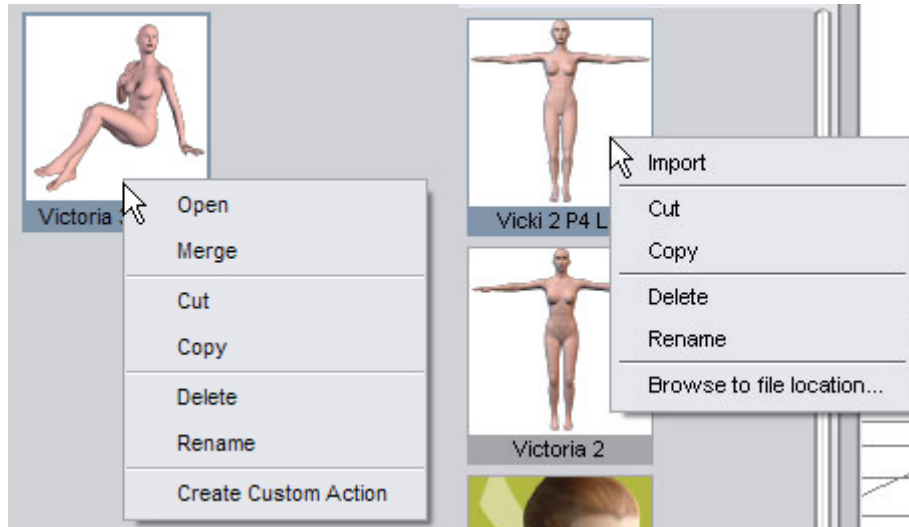 Victoria
Open
Merge
Cut
Copy
Delete
Rename
Create Custom Action
Vicki 2 P4 L
Import
Cut
Copy
Delete
Rename
Browse to file location...
Victoria 2